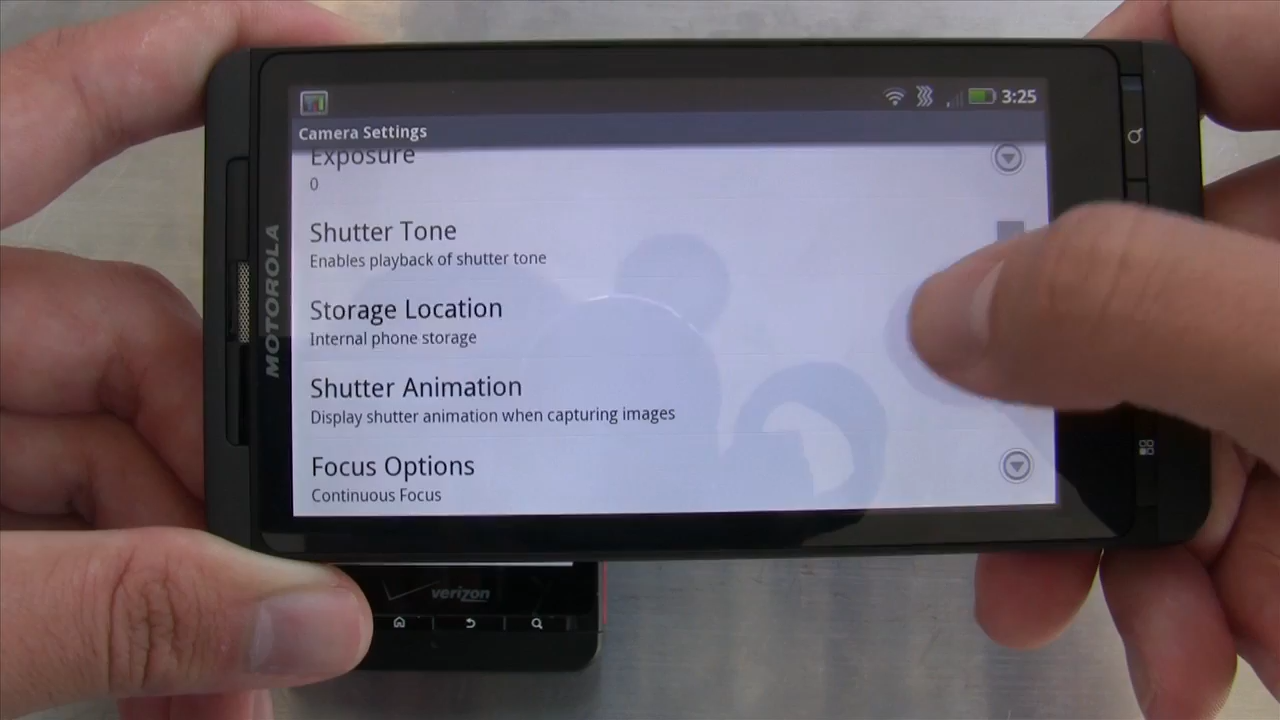 3:25
Camera Settings
Exposure
0
Shutter Tone
Enables playback of shutter tone
Storage Location
Internal phone storage
Shutter Animation
Display shutter animation when capturing images
Focus Options
Continuous Focus
MOTOROLA
verizon